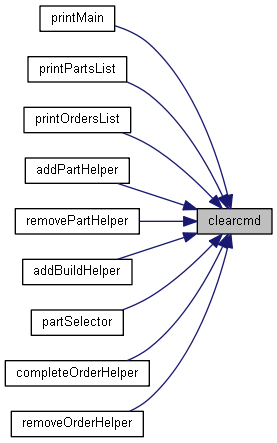 printMain
printPartsList
printOrdersList
addPartHelper
clearcmd
removePartHelper
addBuildHelper
partSelector
completeOrderHelper
removeOrderHelper